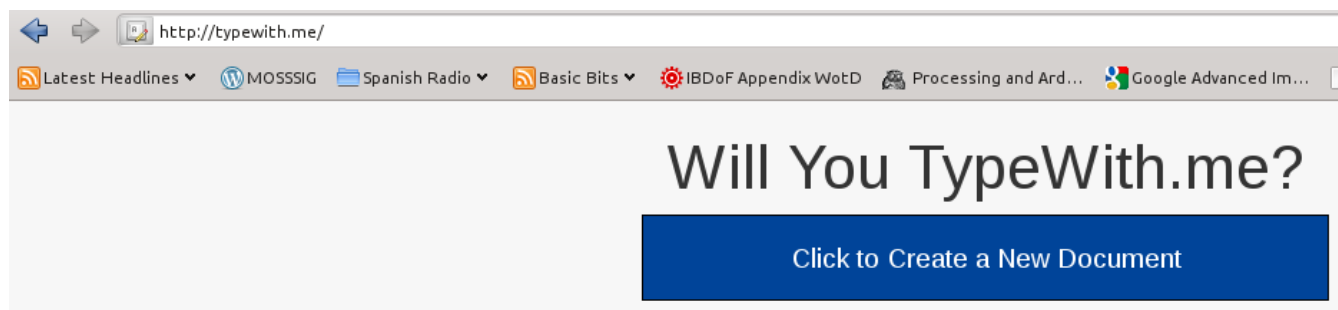 http://typewith.me/
Latest Headlines MOSSSIG Spanish Radio Basic Bits IBDoF Appendix WotD Processing and Ard... Google Advanced Im...
Will You TypeWith.me?
Click to Create a New Document